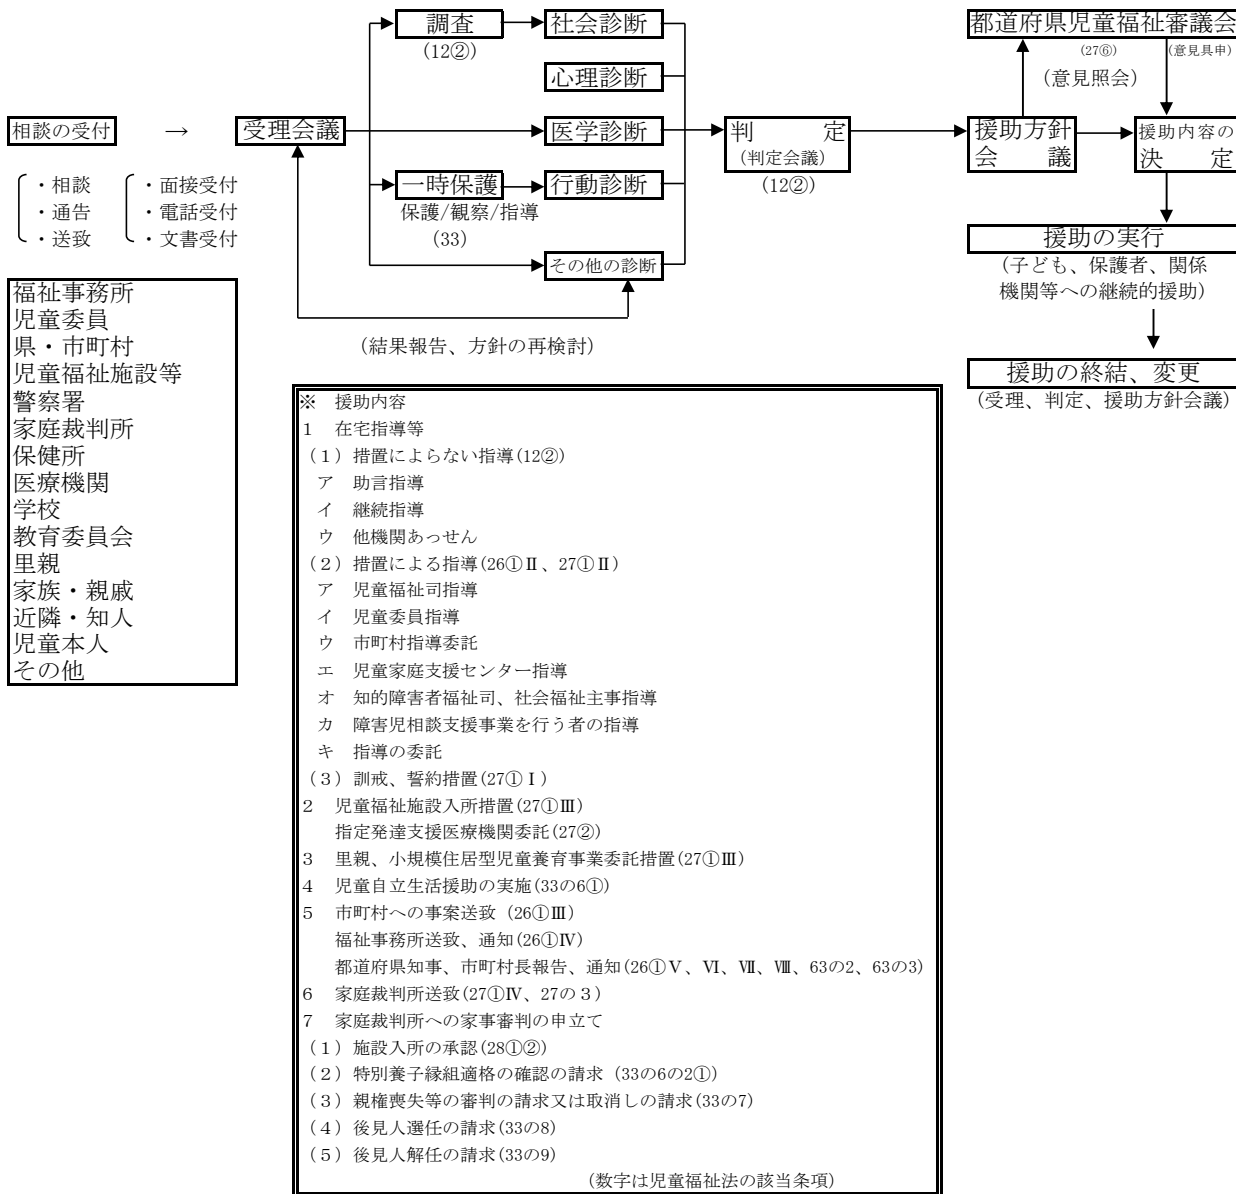 調査
(12②)
社会診断
心理診断
相談の受付
→
受理会議
医学診断
一時保護
保護/観察/指導
(33)
行動診断
その他の診断
(結果報告、方針の再検討)
判　　定
(判定会議)
(12②)
都道府県児童福祉審議会
(27⑥)
(意見具申)
(意見照会)
援助方針
会　　議
援助内容の
決　　定
援助の実行
(子ども、保護者、関係
機関等への継続的援助)
援助の終結、変更
(受理、判定、援助方針会議)
・相談
・通告
・送致
・面接受付
・電話受付
・文書受付
福祉事務所
児童委員
県・市町村
児童福祉施設等
警察署
家庭裁判所
保健所
医療機関
学校
教育委員会
里親
家族・親戚
近隣・知人
児童本人
その他
※　援助内容
1　在宅指導等
(1) 措置によらない指導(12②)
ア　助言指導
イ　継続指導
ウ　他機関あっせん
(2) 措置による指導(26①Ⅱ、27①Ⅱ)
ア　児童福祉司指導
イ　児童委員指導
ウ　市町村指導委託
エ　児童家庭支援センター指導
オ　知的障害者福祉司、社会福祉主事指導
カ　障害児相談支援事業を行う者の指導
キ　指導の委託
(3) 訓戒、誓約措置(27①Ⅰ)
2　児童福祉施設入所措置(27①Ⅲ)
指定発達支援医療機関委託(27②)
3　里親、小規模住居型児童養育事業委託措置(27①Ⅲ)
4　児童自立生活援助の実施(33の6①)
5　市町村への事案送致 (26①Ⅲ)
福祉事務所送致、通知(26①Ⅳ)
都道府県知事、市町村長報告、通知(26①Ⅴ、Ⅵ、Ⅶ、Ⅷ、63の2、63の3)
6　家庭裁判所送致(27①Ⅳ、27の3)
7　家庭裁判所への家事審判の申立て
(1) 施設入所の承認(28①②)
(2) 特別養子縁組適格の確認の請求 (33の6の2①)
(3) 親権喪失等の審判の請求又は取消しの請求(33の7)
(4) 後見人選任の請求(33の8)
(5) 後見人解任の請求(33の9)
(数字は児童福祉法の該当条項)